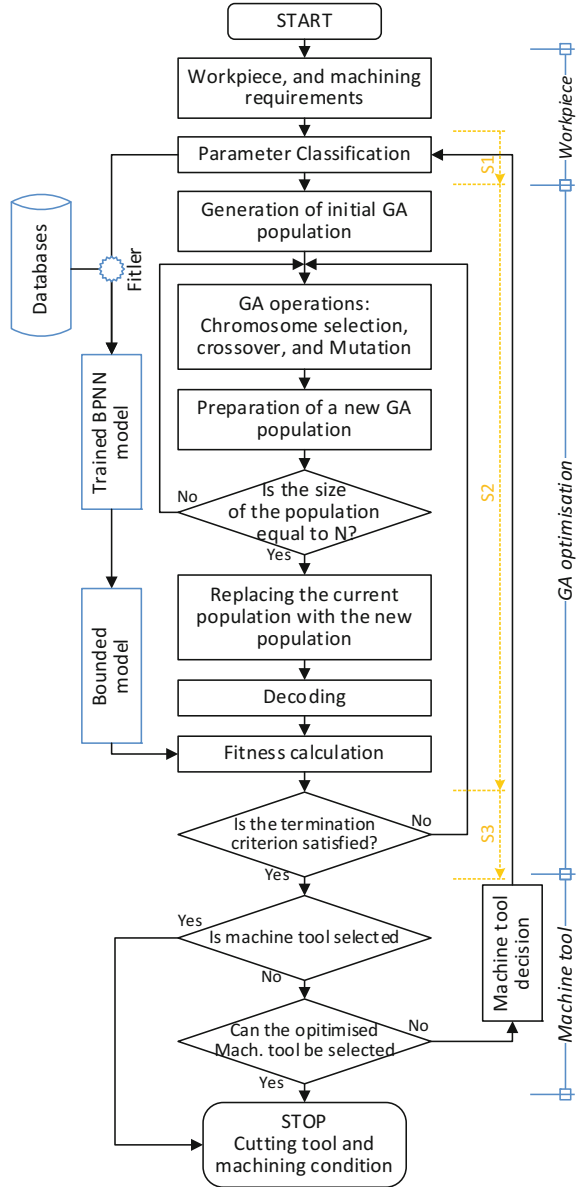 START
Workpiece, and machining
requirements
Parameter Classification
Generation of initial GA
population
GA operations:
Chromosome selection,
crossover, and Mutation
Preparation of a new GA
population
No
Is the size
of the population
equal to N?
Yes
Replacing the current
population with the new
population
Decoding
Fitness calculation
No
Is the termination
criterion satisfied?
Yes
Yes
Is machine tool selected
No
Can the opitimised
Mach. tool be selected
No
Yes
STOP
Cutting tool and
machining condition
Databases
Fitler
Trained BPNN
model
Bounded
model
Machine tool
decision
S1
S2
S3
Workpiece
GA optimisation
Machine tool